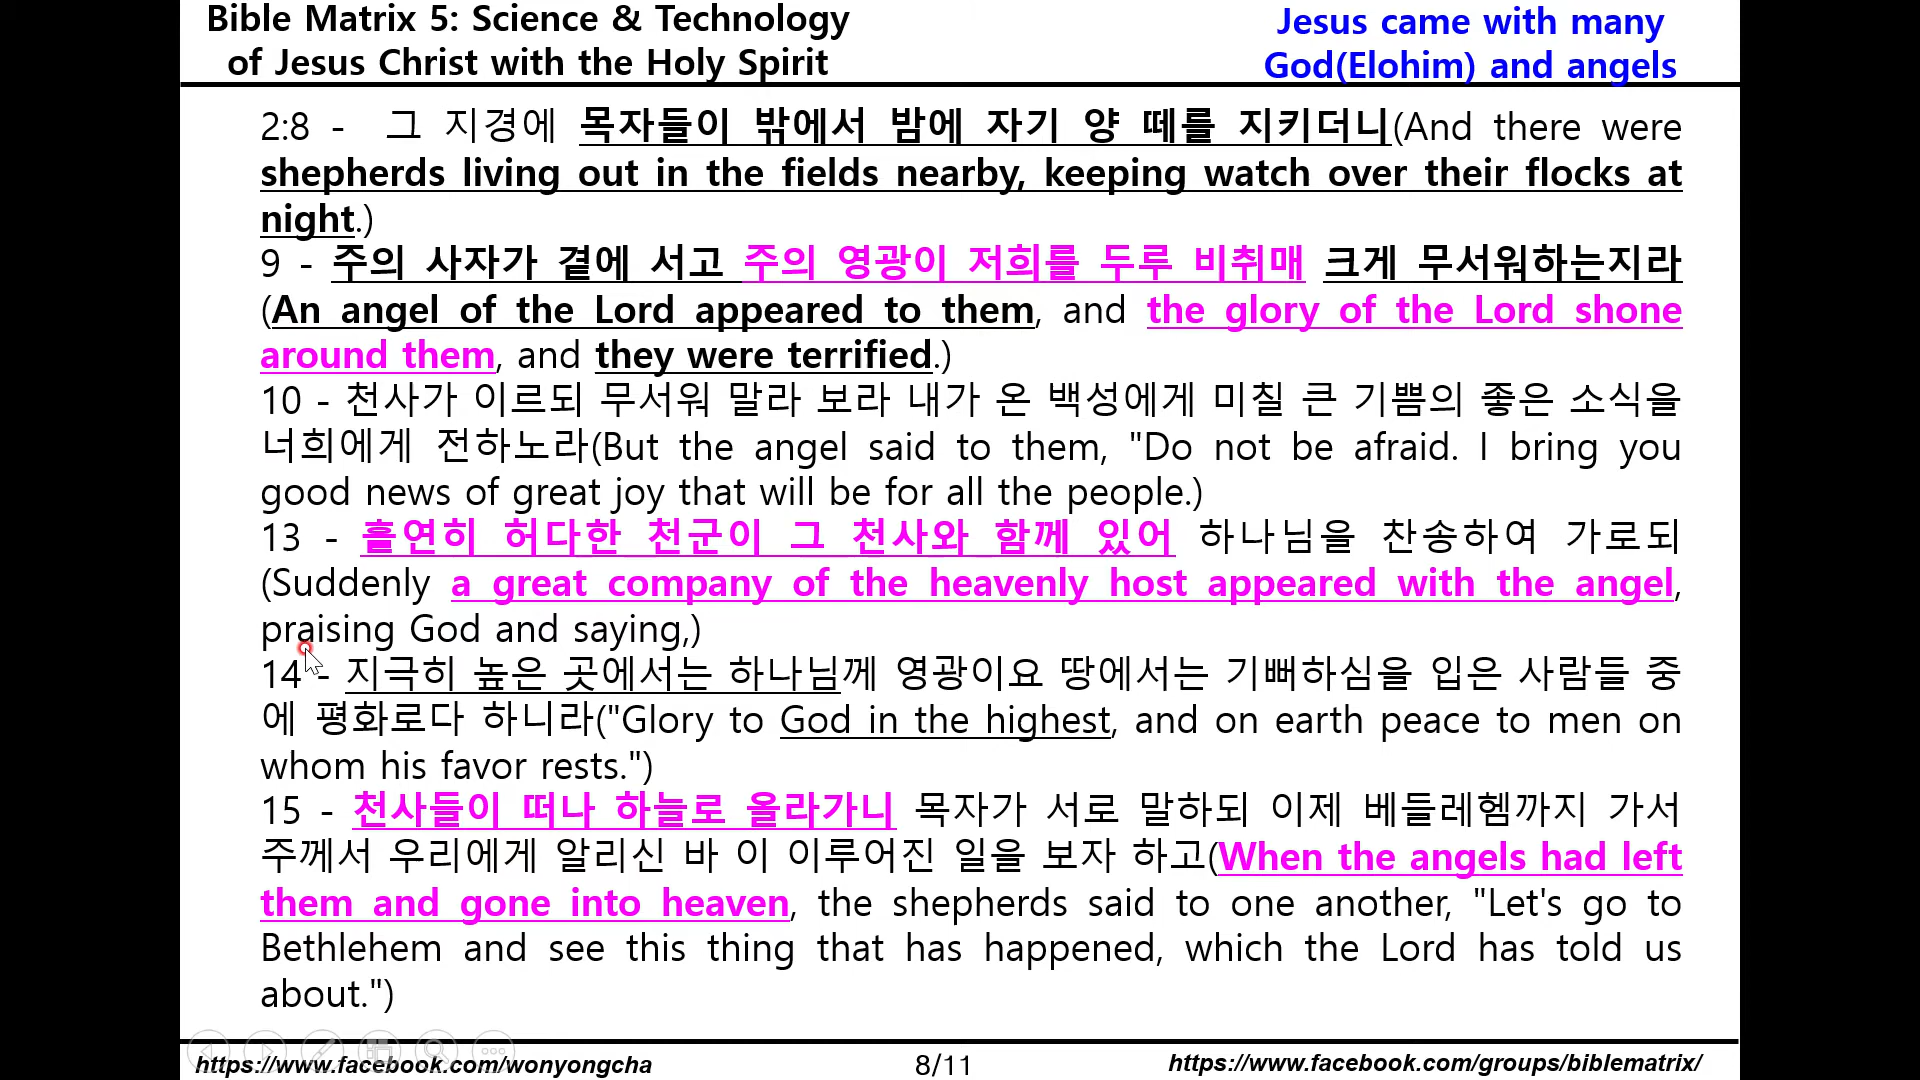 Bible Matrix 5: Science & Technology
of Jesus Christ with the Holy Spirit
Jesus came with many
God(Elohim) and angels
2:8 - 그 지경에 목자들이 밖에서 밤에 자기 양 떼를 지키더니(And there were
shepherds living out in the fields nearby, keeping watch over their flocks at
night.)
9 - 주의 사자가 곁에 서고 주의 영광이 저희를 두루 비취매 크게 무서워하는지라
(An angel of the Lord appeared to them, and the glory of the Lord shone
around them, and they were terrified.)
10 - 천사가 이르되 무서워 말라 보라 내가 온 백성에게 미칠 큰 기쁨의 좋은 소식을
너희에게 전하노라(But the angel said to them, "Do not be afraid. I bring you
good news of great joy that will be for all the people.)
13 - 홀연히 허다한 천군이 그 천사와 함께 있어 하나님을 찬송하여 가로되
(Suddenly a great company of the heavenly host appeared with the angel,
praising God and saying,)
14 - 지극히 높은 곳에서는 하나님께 영광이요 땅에서는 기뻐하심을 입은 사람들 중
에 평화로다 하니라("Glory to God in the highest, and on earth peace to men on
whom his favor rests.")
15 - 천사들이 떠나 하늘로 올라가니 목자가 서로 말하되 이제 베들레헴까지 가서
주께서 우리에게 알리신 바 이 이루어진 일을 보자 하고(When the angels had left
them and gone into heaven, the shepherds said to one another, "Let's go to
Bethlehem and see this thing that has happened, which the Lord has told us
about.")
https://www.facebook.com/wonyongcha
8/11
https://www.facebook.com/groups/biblematrix/